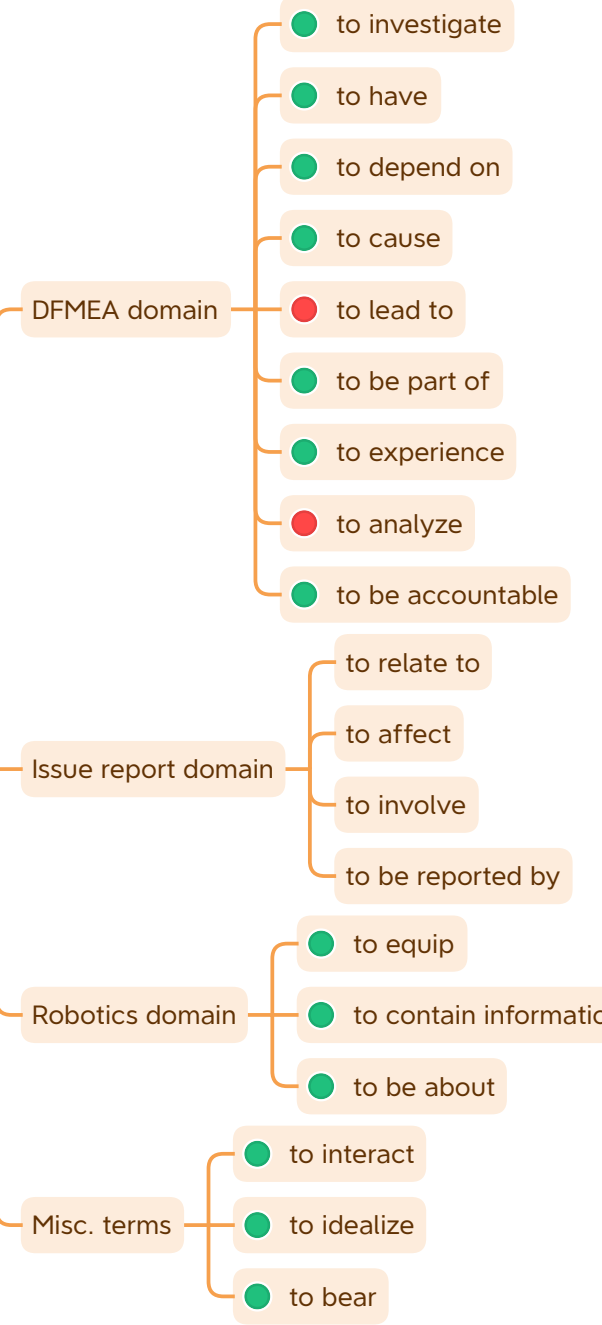 to investigate
to have
to depend on
to cause
DFMEA domain
to lead to
to be part of
to experience
to analyze
to be accountable
to relate to
to affect
Issue report domain
to involve
to be reported by
to equip
Robotics domain
to contain
to be about
to interact
Misc. terms
to idealize
to bear